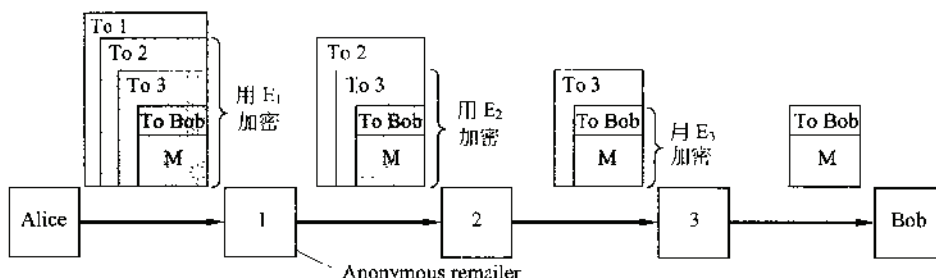 To 1
To 2
To 3
To Bob
M
用 E₁
加密
To 2
To 3
To Bob
M
用 E₂
加密
To 3
To Bob
M
用 E₃
加密
To Bob
M
Alice
1
2
3
Bob
Anonymous remailer